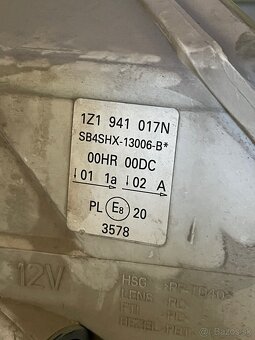 1Z1 941 017N
SB4SHX-13006-B*
00HR 00DC
↓01 1a ↓02 A
PL E8 20
3578
12V
HSG
LENS